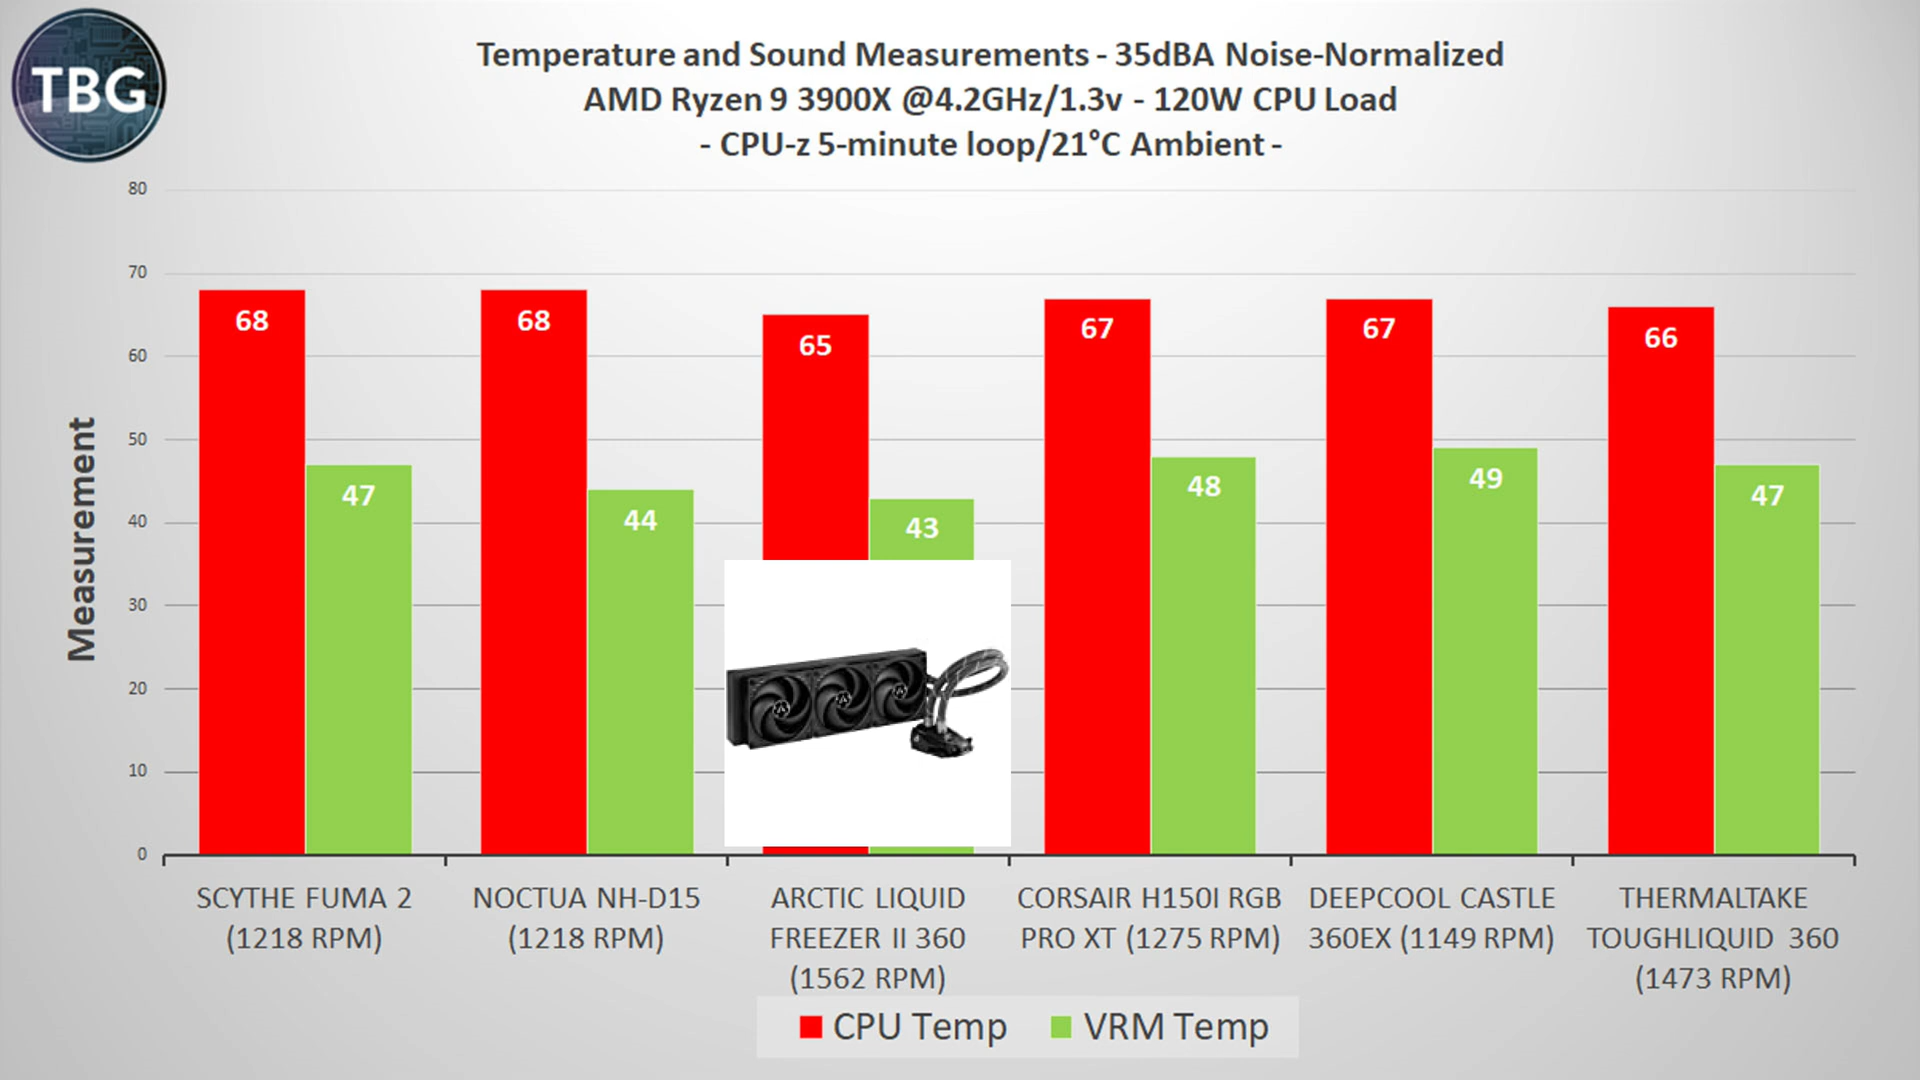 TBG
Temperature and Sound Measurements - 35dBA Noise-Normalized
AMD Ryzen 9 3900X @4.2GHz/1.3v - 120W CPU Load
- CPU-z 5-minute loop/21°C Ambient -
Measurement
80
70
60
50
40
30
20
10
0
68
47
68
44
65
43
67
48
67
49
66
47
SCYTHE FUMA 2
(1218 RPM)
NOCTUA NH-D15
(1218 RPM)
ARCTIC LIQUID
FREEZER II 360
(1562 RPM)
CORSAIR H150I RGB
PRO XT (1275 RPM)
DEEPCOOL CASTLE
360EX (1149 RPM)
THERMALTAKE
TOUGHLIQUID 360
(1473 RPM)
CPU Temp
VRM Temp